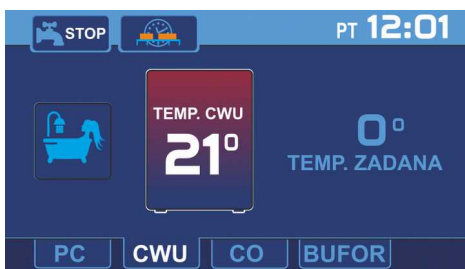 STOP
PT 12:01
TEMP. CWU
21°
0°
TEMP. ZADANA
PC CWU CO BUFOR